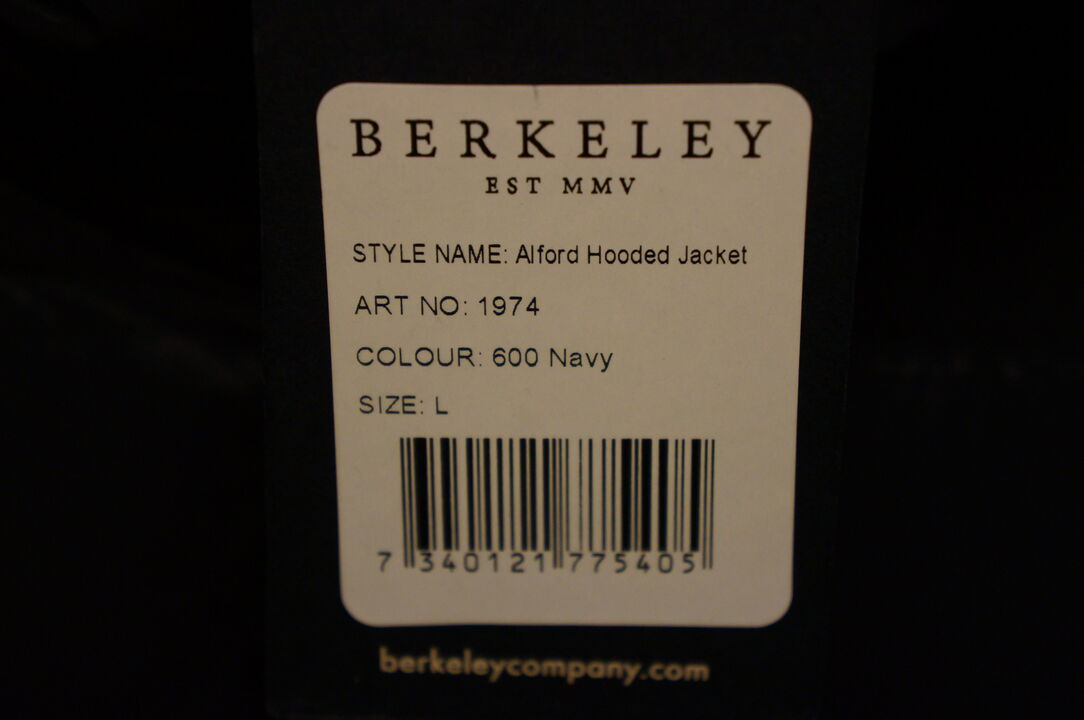 BERKELEY
EST MMV
STYLE NAME: Alford Hooded Jacket
ART NO: 1974
COLOUR: 600 Navy
SIZE: L
7 340121 775405
berkeleycompany.com